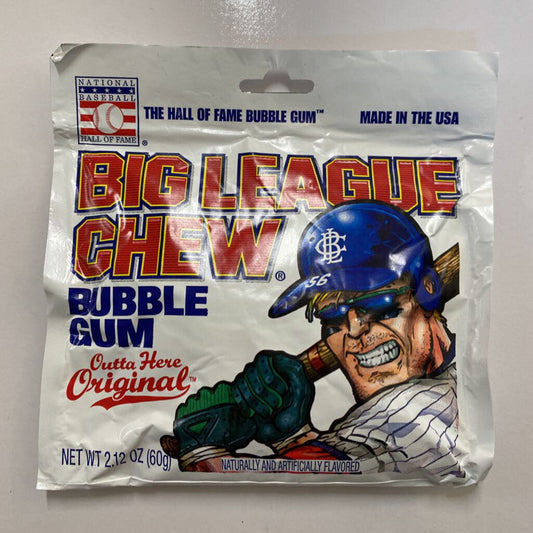 NATIONAL
BASEBALL
HALL OF FAME
®
THE HALL OF FAME BUBBLE GUM™
MADE IN THE USA
BIG LEAGUE
CHEW®
BUBBLE
GUM
Outta Here
Original™
BLC
56
NET WT 2.12 OZ (60g)
NATURALLY AND ARTIFICIALLY FLAVORED